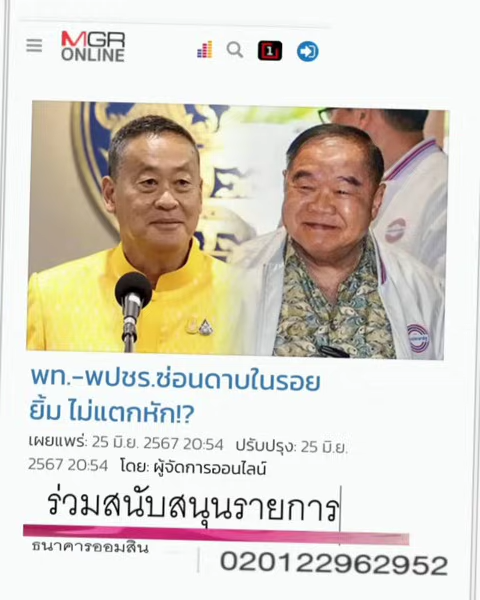 MGR
ONLINE
1
พท.-พปชร.ซ่อนดาบในรอย
ยิ้ม ไม่แตกหัก!?
เผยแพร่: 25 มิ.ย. 2567 20:54 ปรับปรุง: 25 มิ.ย.
2567 20:54 โดย: ผู้จัดการออนไลน์
ร่วมสนับสนุนรายการ
ธนาคารออมสิน
020122962952